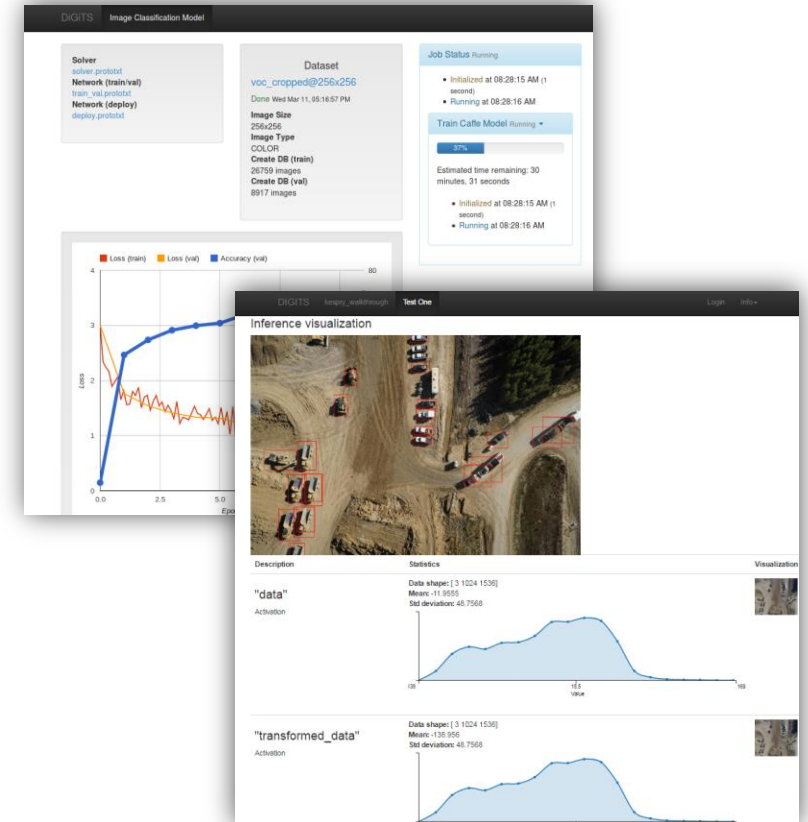 DiGiTS Image Classification Model
Solver
solver.prototxt
Network (train/val)
train_val.prototxt
Network (deploy)
deploy.prototxt
Dataset
voc_cropped@256x256
Done Wed Mar 11, 05:16:57 PM
Image Size
256x256
Image Type
COLOR
Create DB (train)
26759 images
Create DB (val)
8917 images
Job Status Running
• Initialized at 08:28:15 AM (1
second)
• Running at 08:28:16 AM
Train Caffe Model Running
37%
Estimated time remaining: 30
minutes, 31 seconds
• Initialized at 08:28:15 AM (1
second)
• Running at 08:28:16 AM
Loss (train) Loss (val) Accuracy (val)
4
80
3
2
1
0
Loss
0.0 2.5 5.0
DIGITS Test One Login Info
Inference visualization
Description Statistics Visualization
"data"
Activation
Data shape: [ 3 1024 1536]
Mean: -11.9555
Std deviation: 48.7568
Value
"transformed_data"
Activation
Data shape: [ 3 1024 1536]
Mean: -138.956
Std deviation: 48.7568